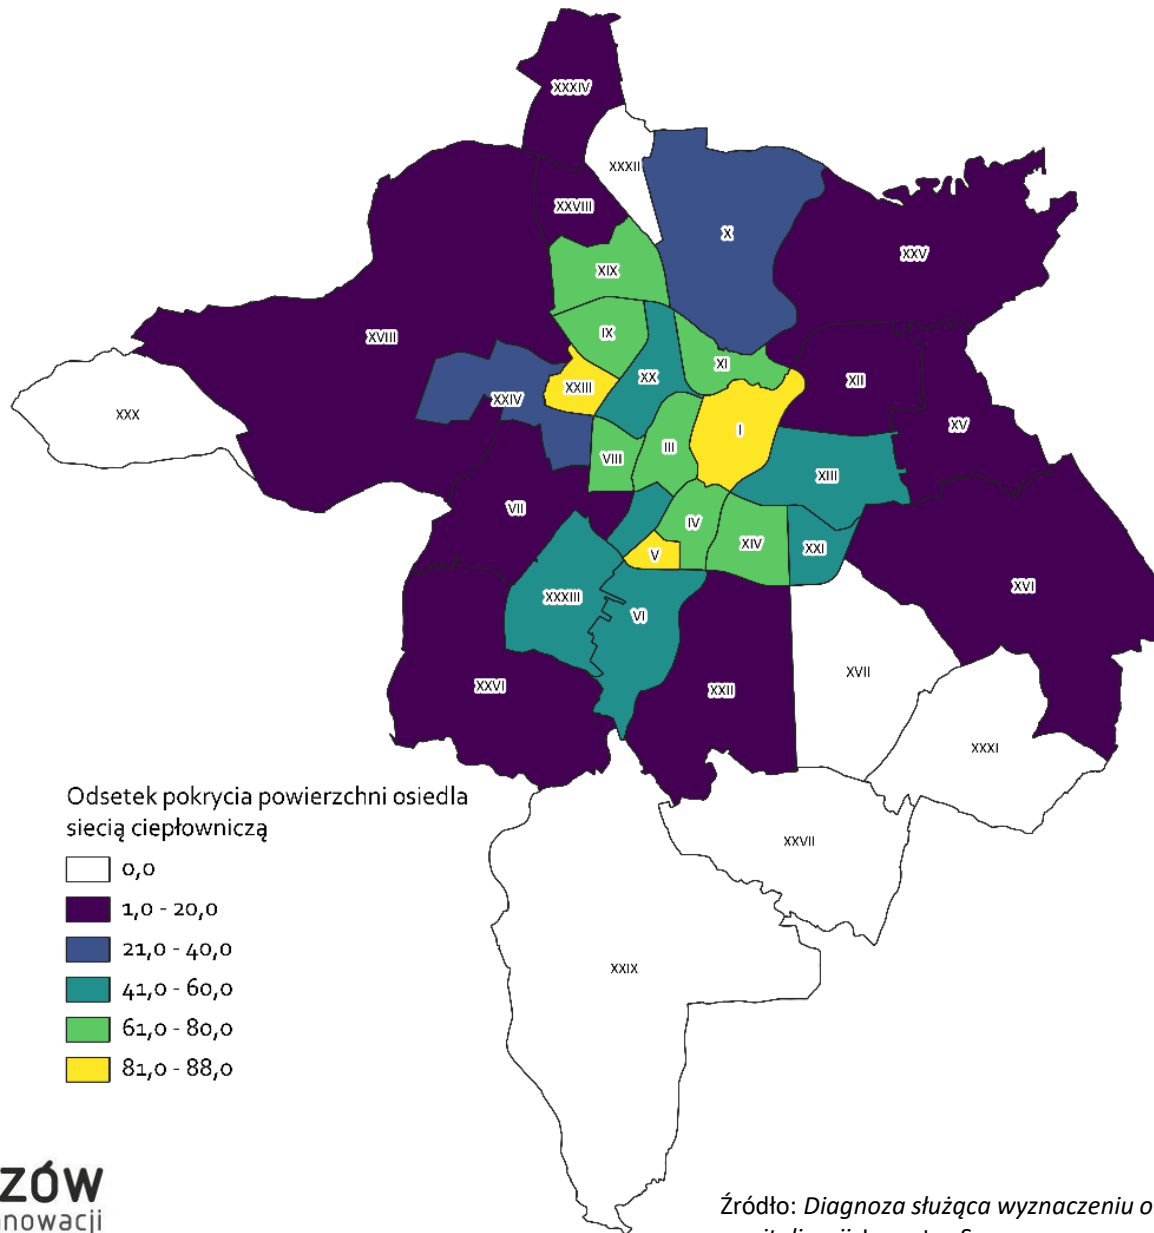 XXXIV
XXXII
XXVIII
X
XXV
XIX
XVIII
IX
XI
XX
XII
XXIII
XXIV
XXX
XV
I
III
VIII
XIII
VII
IV
XIV
XXI
V
XVI
XXXIII
VI
XVII
XXVI
XXII
XXXI
Odsetek pokrycia powierzchni osiedla
siecią ciepłowniczą
0,0
1,0 - 20,0
21,0 - 40,0
41,0 - 60,0
61,0 - 80,0
81,0 - 88,0
XXVII
XXIX
ZÓW
nowacji
Źródło: Diagnoza służąca wyznaczeniu o